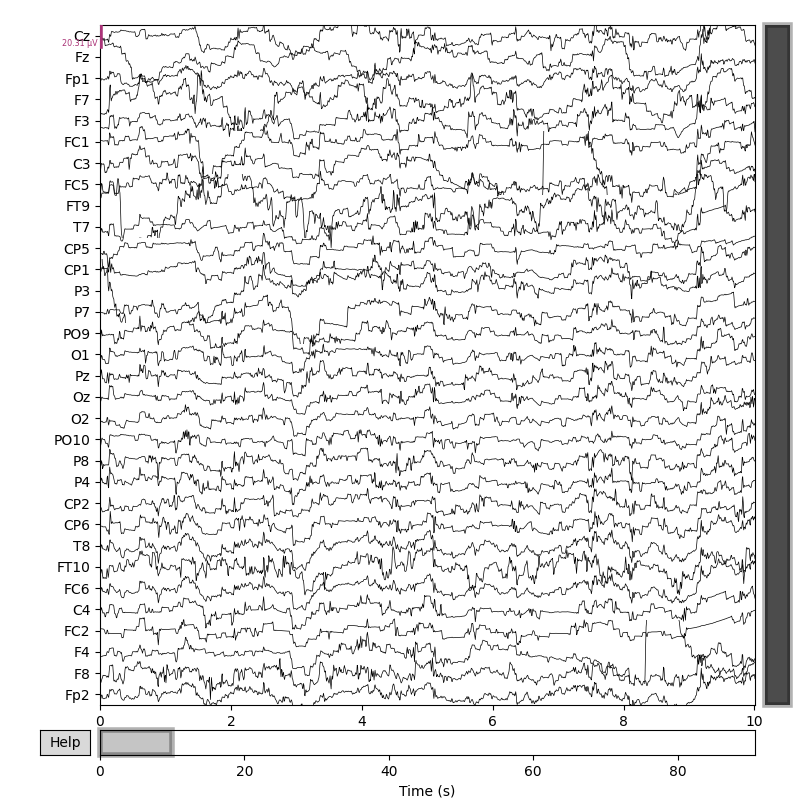 Cz
20.31 µV
Fz
Fp1
F7
F3
FC1
C3
FC5
FT9
T7
CP5
CP1
P3
P7
PO9
O1
Pz
Oz
O2
PO10
P8
P4
CP2
CP6
T8
FT10
FC6
C4
FC2
F4
F8
Fp2
0 2 4 6 8 10
Help
0 20 40 60 80
Time (s)